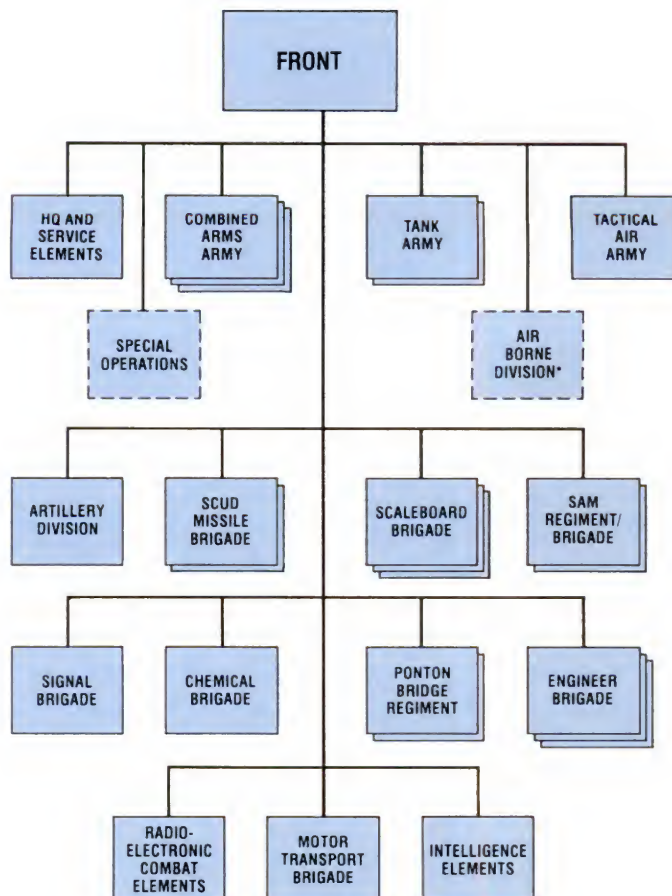 FRONT
HQ AND
SERVICE
ELEMENTS
COMBINED
ARMS
ARMY
TANK
ARMY
TACTICAL
AIR
ARMY
SPECIAL
OPERATIONS
AIR
BORNE
DIVISION*
ARTILLERY
DIVISION
SCUD
MISSILE
BRIGADE
SCALEBOARD
BRIGADE
SAM
REGIMENT/
BRIGADE
SIGNAL
BRIGADE
CHEMICAL
BRIGADE
PONTON
BRIDGE
REGIMENT
ENGINEER
BRIGADE
RADIO-
ELECTRONIC
COMBAT
ELEMENTS
MOTOR
TRANSPORT
BRIGADE
INTELLIGENCE
ELEMENTS